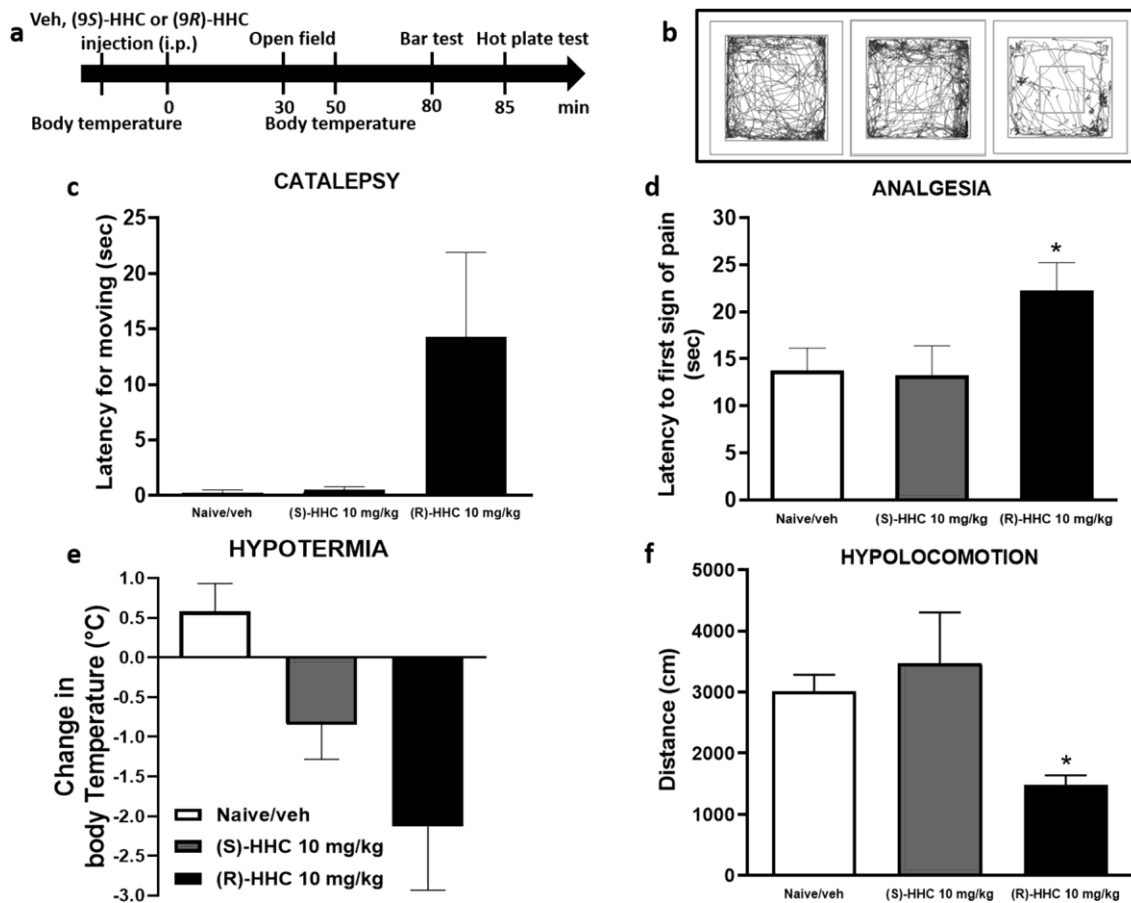 a
Veh, (9S)-HHC or (9R)-HHC
injection (i.p.)
Open field
Bar test
Hot plate test
0
30
50
80
85
min
Body temperature
Body temperature
b
c
CATALEPSY
Latency for moving (sec)
25
20
15
10
5
0
Naive/veh
(S)-HHC 10 mg/kg
(R)-HHC 10 mg/kg
d
ANALGESIA
Latency to first sign of pain
(sec)
30
25
20
15
10
5
0
*
Naive/veh
(S)-HHC 10 mg/kg
(R)-HHC 10 mg/kg
e
HYPOTERMIA
Change in
body Temperature (°C)
1.0
0.5
0.0
-0.5
-1.0
-1.5
-2.0
-2.5
-3.0
Naive/veh
(S)-HHC 10 mg/kg
(R)-HHC 10 mg/kg
f
HYPOLOCOMOTION
Distance (cm)
5000
4000
3000
2000
1000
0
*
Naive/veh
(S)-HHC 10 mg/kg
(R)-HHC 10 mg/kg